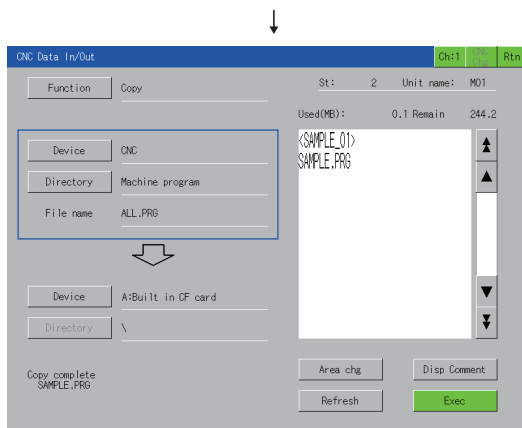 CNC Data In/Out
Ch:1 CNC Chg Rtn
Function Copy
St: 2 Unit name: M01
Used(MB): 0.1 Remain 244.2
Device CNC
Directory Machine program
File name ALL.PRG
<SAMPLE_01>
SAMPLE.PRG
Device A:Built in CF card
Directory \
Copy complete
SAMPLE.PRG
Area chg Disp Comment
Refresh Exec